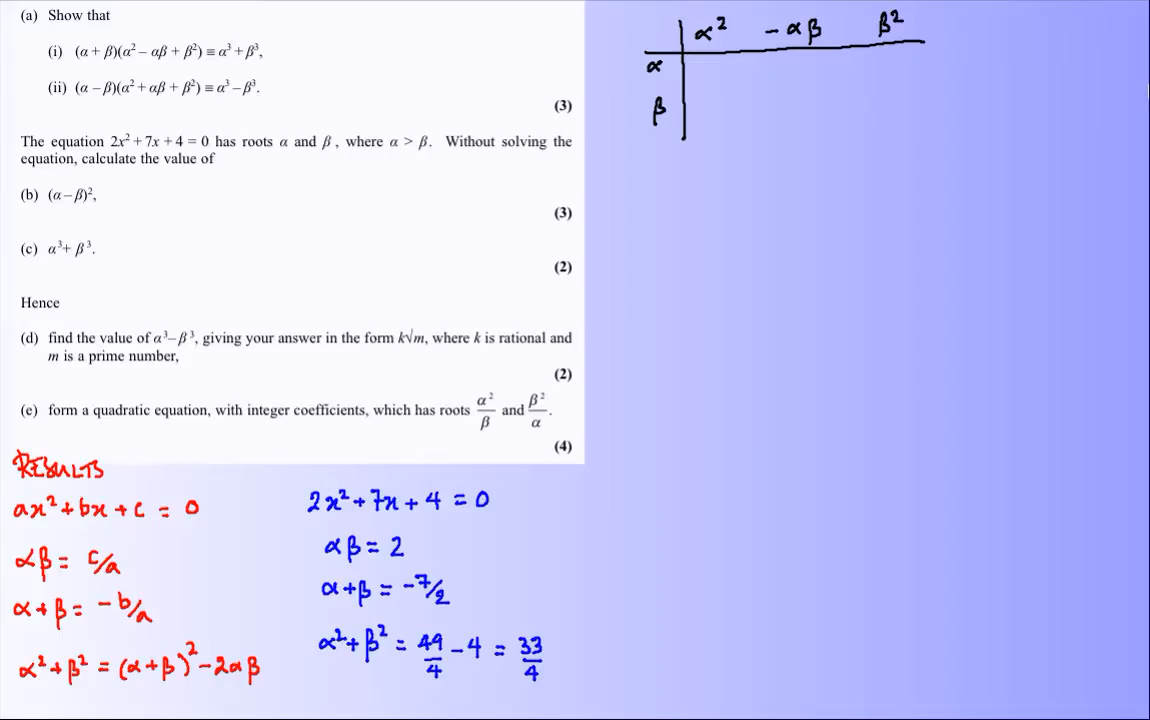 (a) Show that
(i) (α + β)(α² – αβ + β²) ≡ α³ + β³,
(ii) (α – β)(α² + αβ + β²) ≡ α³ – β³.
(3)
The equation 2x² + 7x + 4 = 0 has roots α and β , where α > β. Without solving the
equation, calculate the value of
(b) (α – β)²,
(3)
(c) α³+ β³.
(2)
Hence
(d) find the value of α³– β³, giving your answer in the form k√m, where k is rational and
m is a prime number,
(2)
(e) form a quadratic equation, with integer coefficients, which has roots α²/β and β²/α.
(4)
RESULTS
ax² + bx + c = 0
αβ = c/a
α + β = -b/a
α² + β² = (α + β)² - 2αβ
2x² + 7x + 4 = 0
αβ = 2
α + β = -7/2
α² + β² = 49/4 - 4 = 33/4
α² - αβ β²
α
β